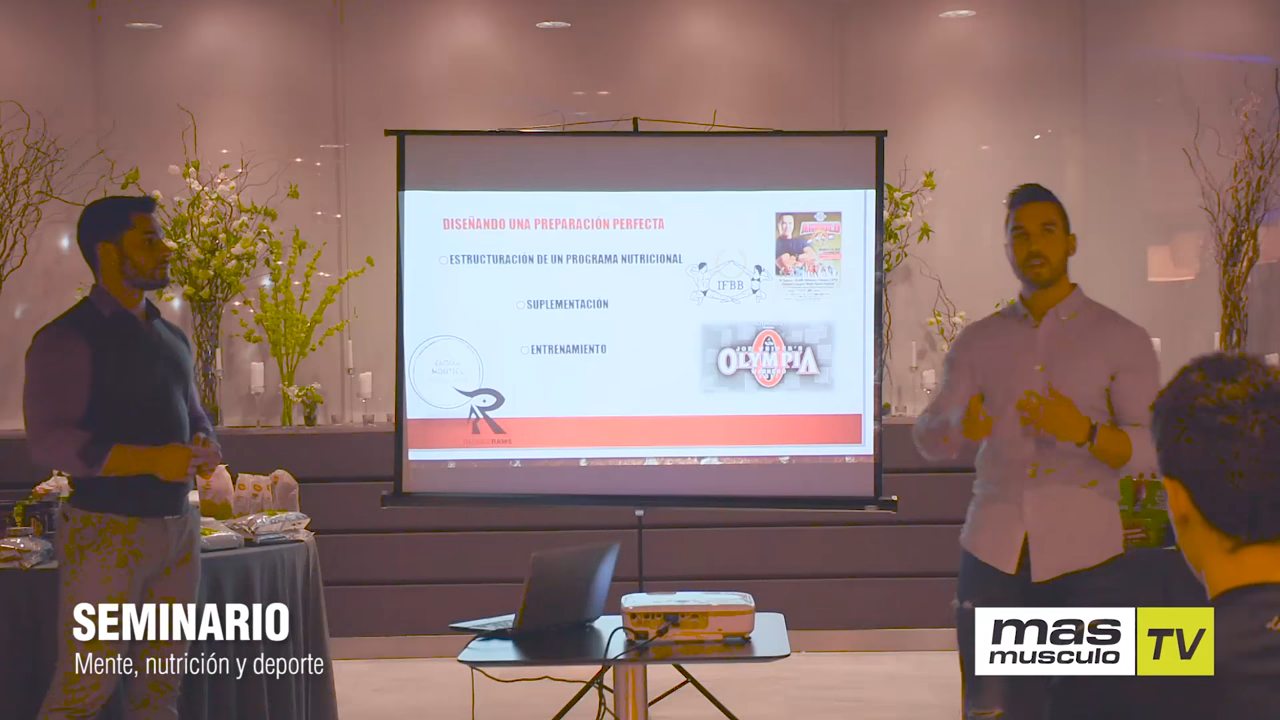 DISEÑANDO UNA PREPARACIÓN PERFECTA
ESTRUCTURACIÓN DE UN PROGRAMA NUTRICIONAL
IFBB
SUPLEMENTACIÓN
ENTRENAMIENTO
OLYMPIA
SEMINARIO
Mente, nutrición y deporte
mas
musculo
TV